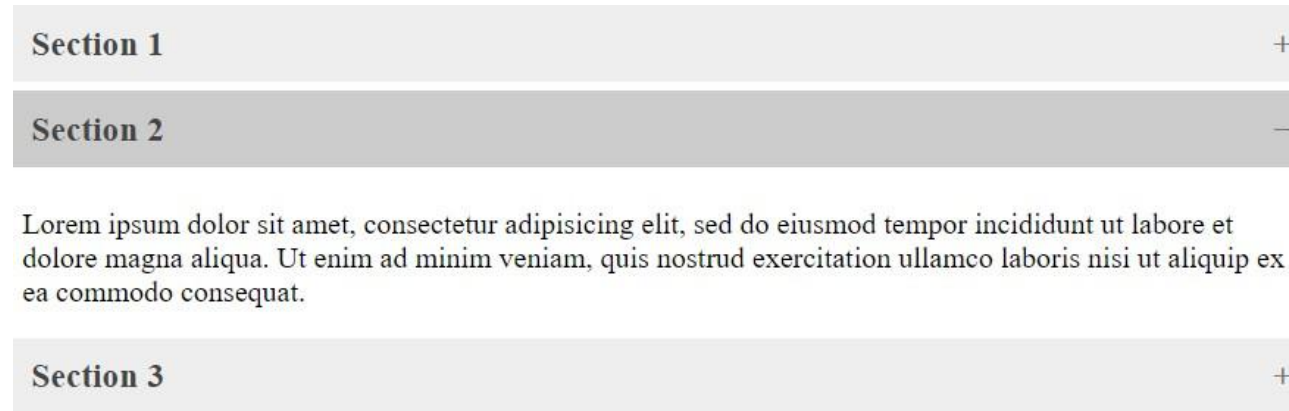 Section 1 +
Section 2 –
Lorem ipsum dolor sit amet, consectetur adipisicing elit, sed do eiusmod tempor incididunt ut labore et
dolore magna aliqua. Ut enim ad minim veniam, quis nostrud exercitation ullamco laboris nisi ut aliquip ex
ea commodo consequat.
Section 3 +